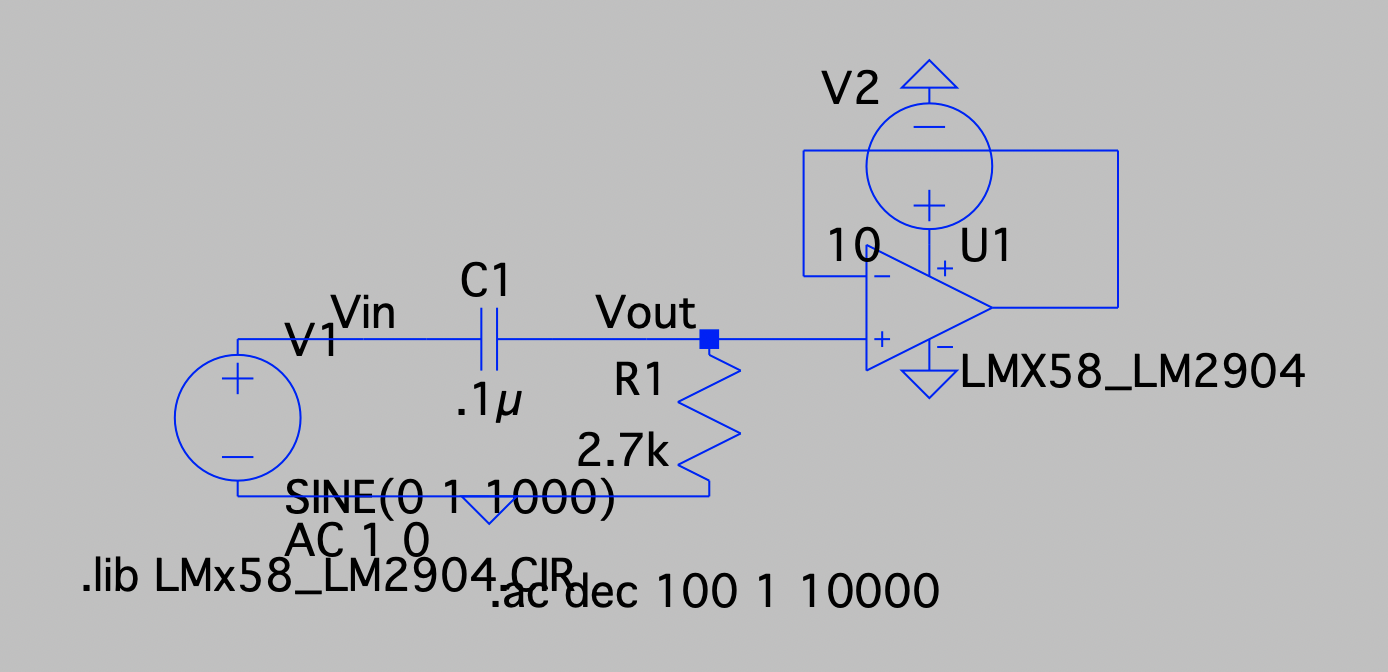 V2
10
U1
C1
Vin
Vout
V1
LMX58_LM2904
R1
.1µ
2.7k
SINE(0 1 1000)
AC 1 0
.lib LMx58_LM2904.CIR
.ac dec 100 1 10000